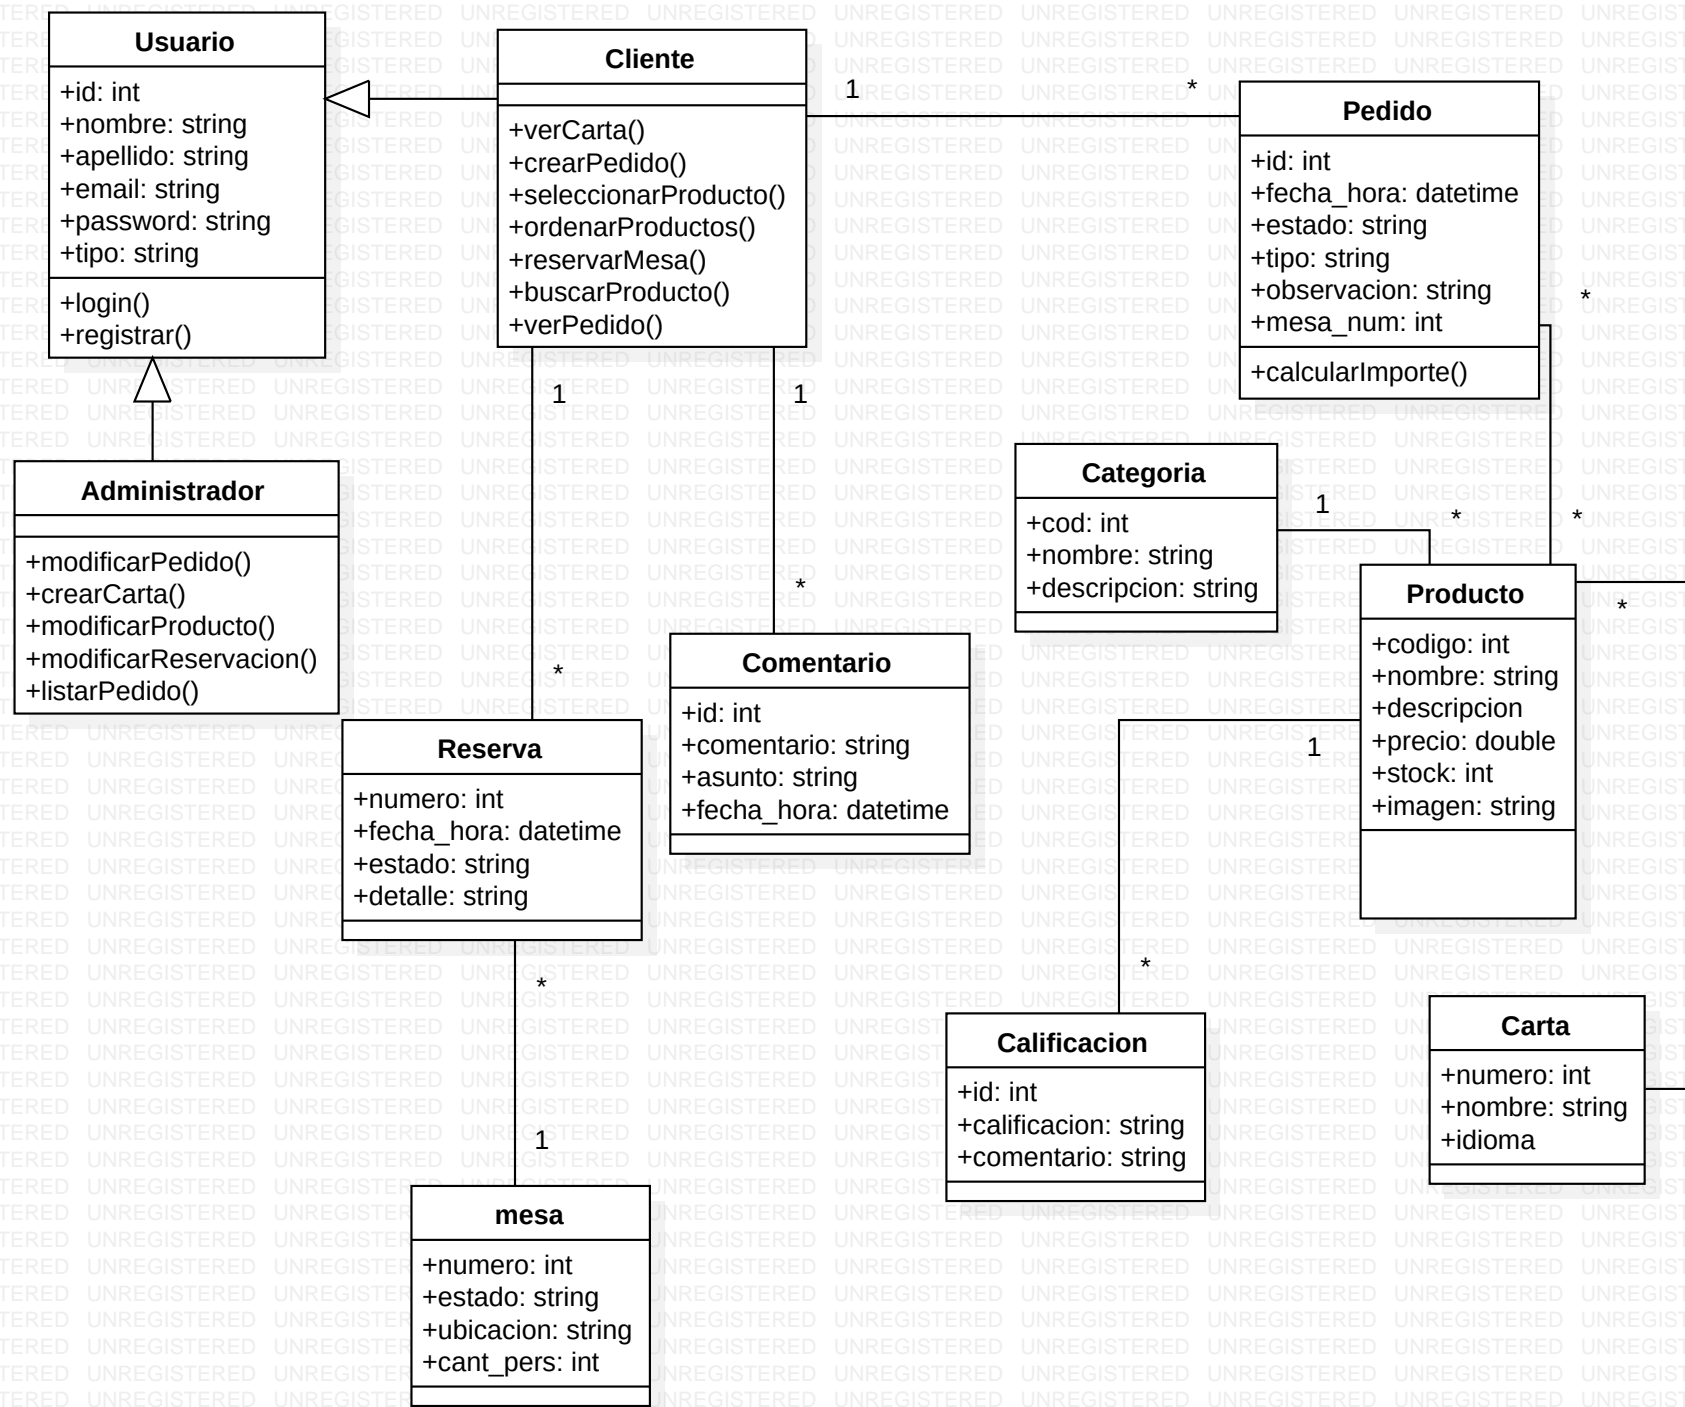 Usuario
+id: int
+nombre: string
+apellido: string
+email: string
+password: string
+tipo: string
+login()
+registrar()
Cliente
+verCarta()
+crearPedido()
+seleccionarProducto()
+ordenarProductos()
+reservarMesa()
+buscarProducto()
+verPedido()
1
*
Pedido
+id: int
+fecha_hora: datetime
+estado: string
+tipo: string
+observacion: string
+mesa_num: int
+calcularImporte()
*
*
1
1
*
*
Administrador
+modificarPedido()
+crearCarta()
+modificarProducto()
+modificarReservacion()
+listarPedido()
Categoria
+cod: int
+nombre: string
+descripcion: string
1
*
Producto
+codigo: int
+nombre: string
+descripcion
+precio: double
+stock: int
+imagen: string
*
1
*
Comentario
+id: int
+comentario: string
+asunto: string
+fecha_hora: datetime
Reserva
+numero: int
+fecha_hora: datetime
+estado: string
+detalle: string
*
1
Calificacion
+id: int
+calificacion: string
+comentario: string
Carta
+numero: int
+nombre: string
+idioma
mesa
+numero: int
+estado: string
+ubicacion: string
+cant_pers: int
UNREGISTERED